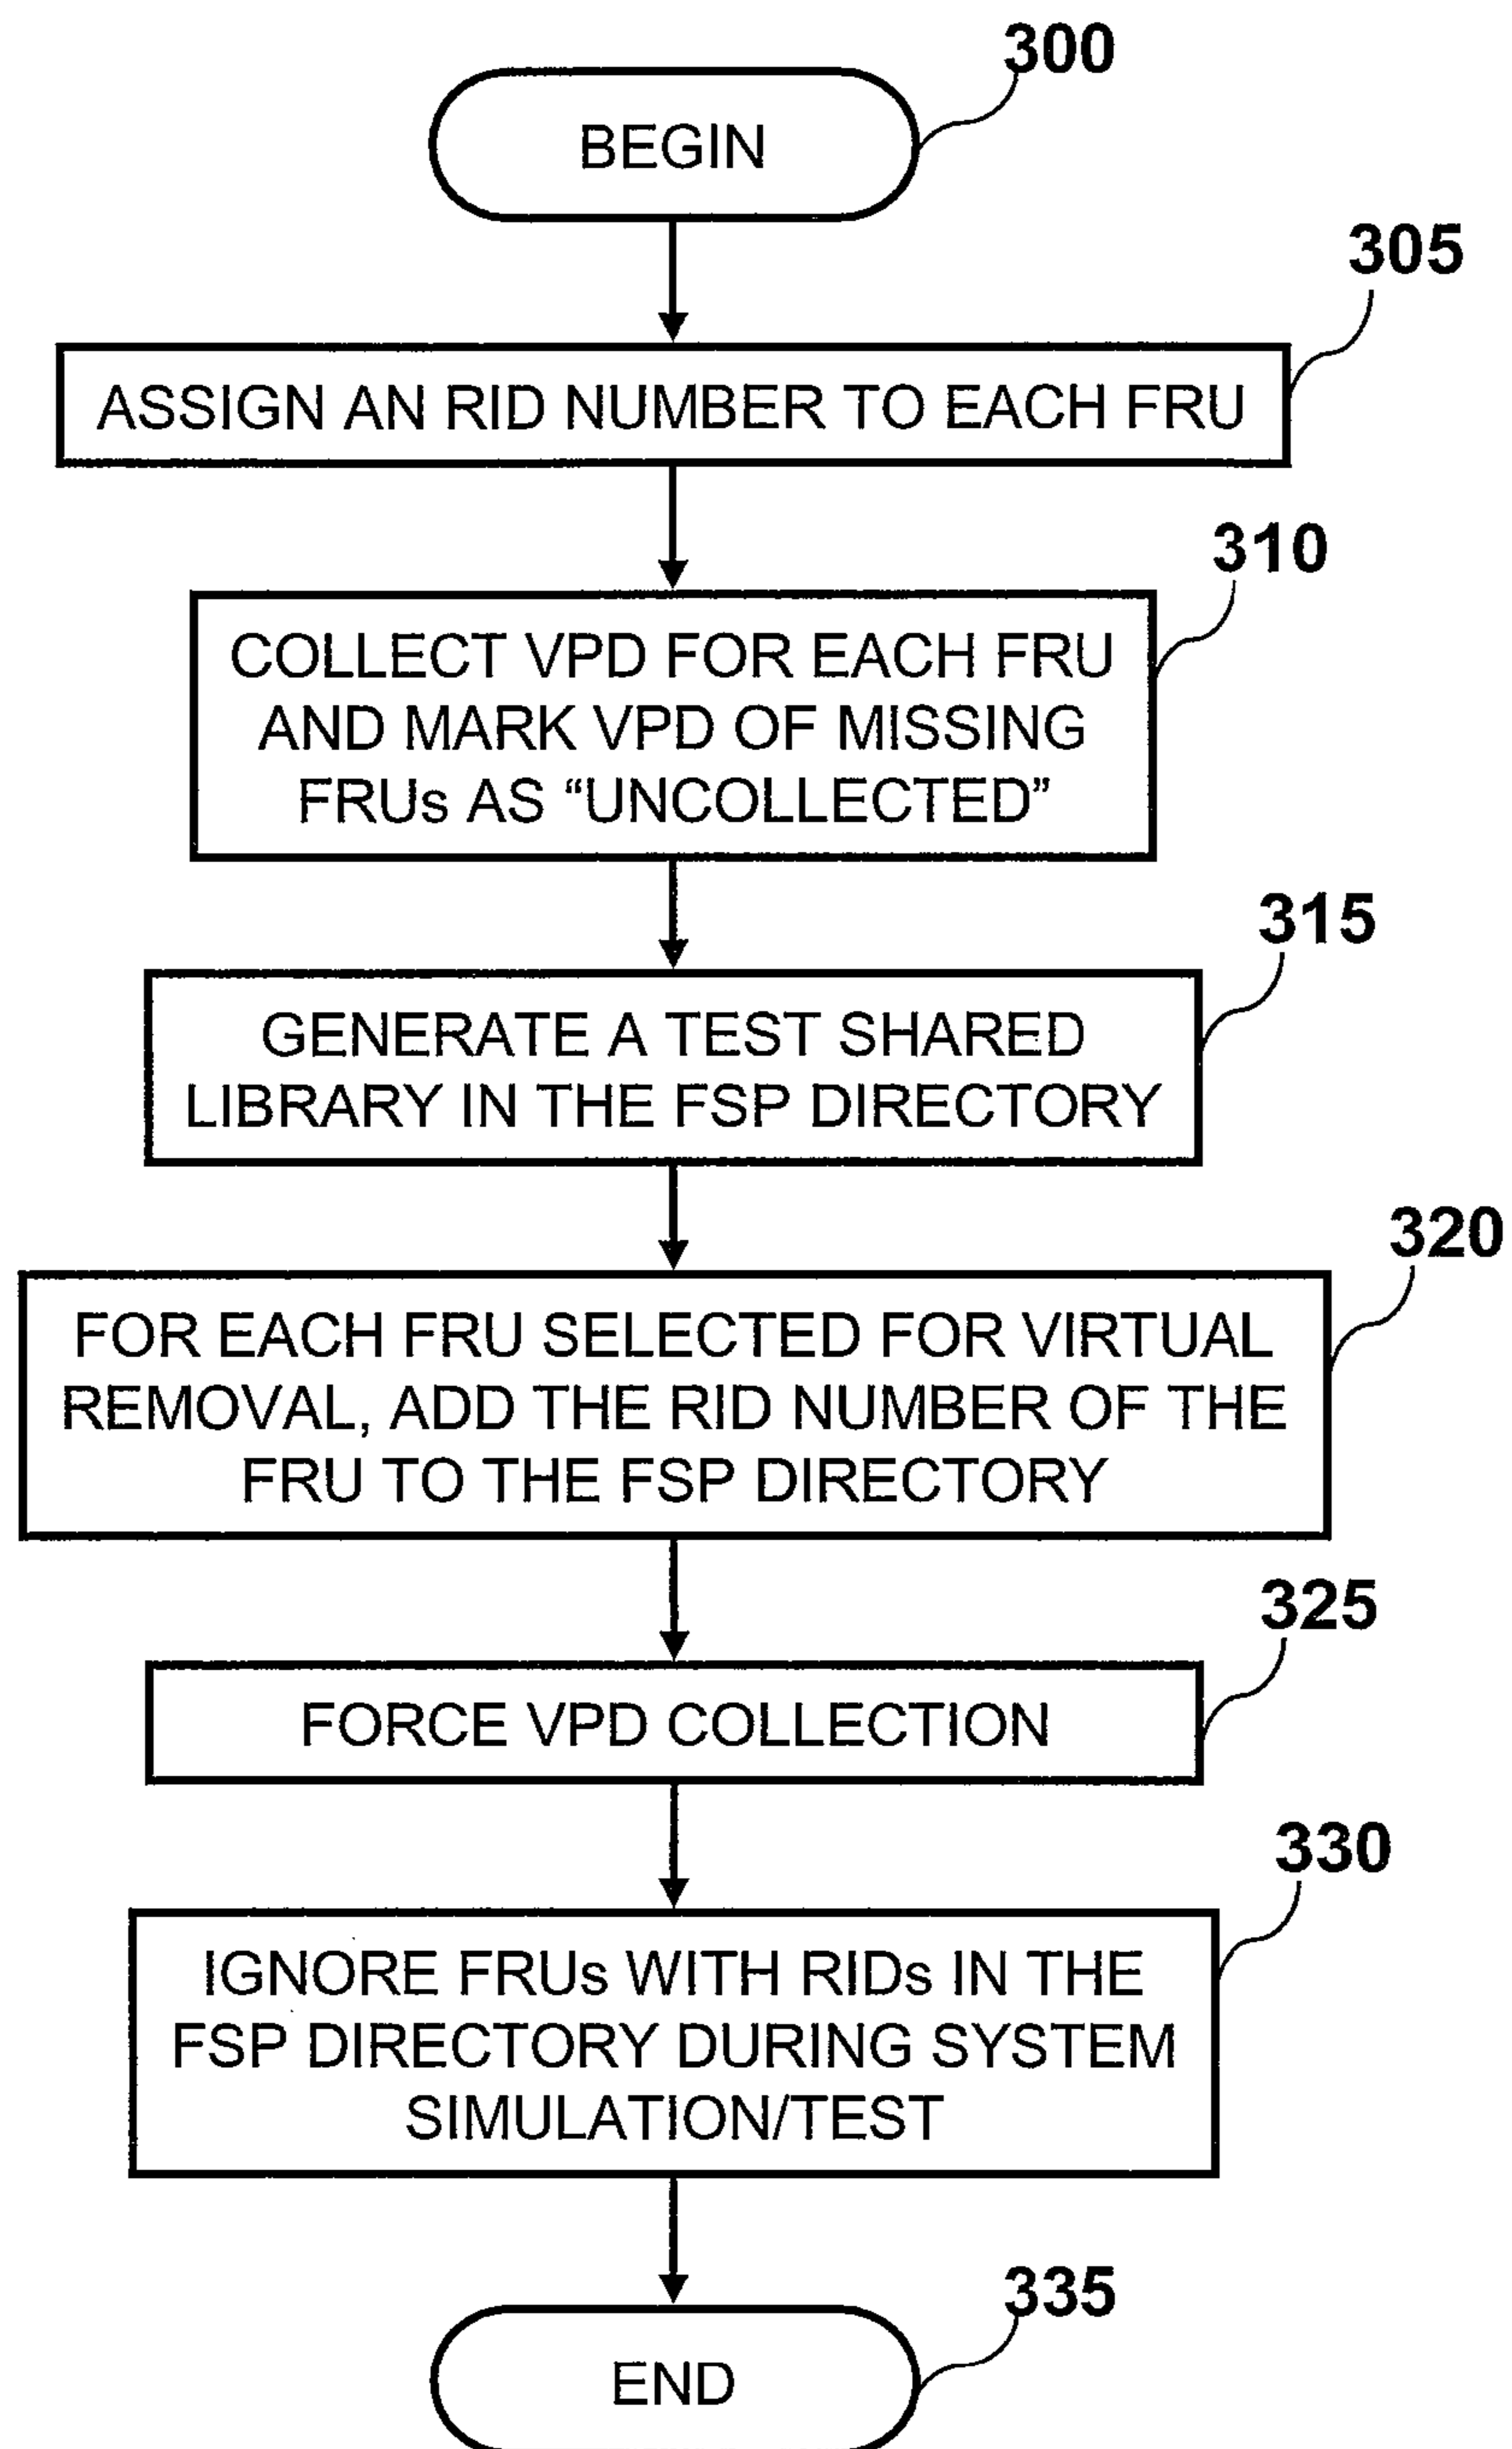 300
BEGIN
305
ASSIGN AN RID NUMBER TO EACH FRU
310
COLLECT VPD FOR EACH FRU
AND MARK VPD OF MISSING
FRUs AS “UNCOLLECTED”
315
GENERATE A TEST SHARED
LIBRARY IN THE FSP DIRECTORY
320
FOR EACH FRU SELECTED FOR VIRTUAL
REMOVAL, ADD THE RID NUMBER OF THE
FRU TO THE FSP DIRECTORY
325
FORCE VPD COLLECTION
330
IGNORE FRUs WITH RIDs IN THE
FSP DIRECTORY DURING SYSTEM
SIMULATION/TEST
335
END